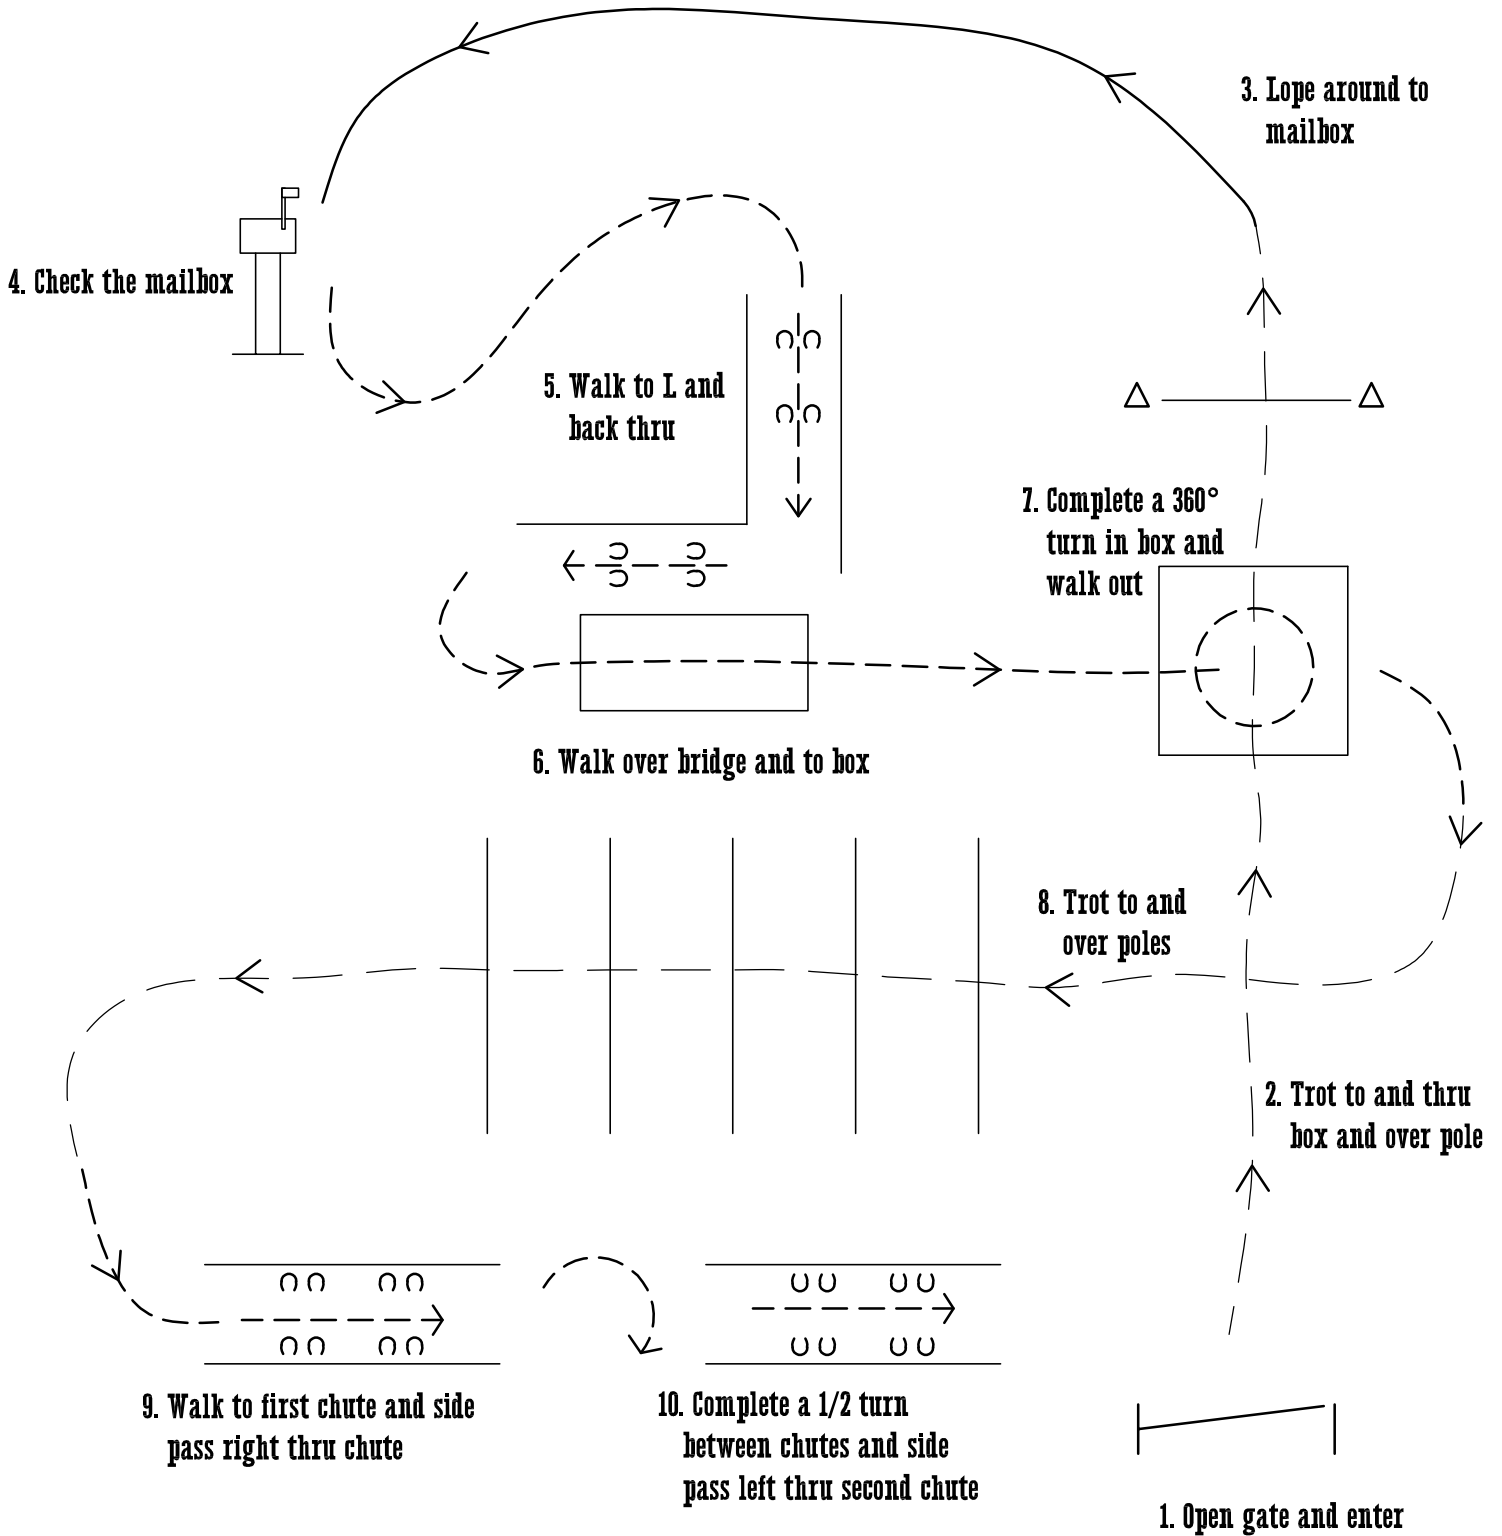 3. Lope around to
mailbox
4. Check the mailbox
5. Walk to L and
back thru
7. Complete a 360°
turn in box and
walk out
6. Walk over bridge and to box
8. Trot to and
over poles
2. Trot to and thru
box and over pole
9. Walk to first chute and side
pass right thru chute
10. Complete a 1/2 turn
between chutes and side
pass left thru second chute
1. Open gate and enter